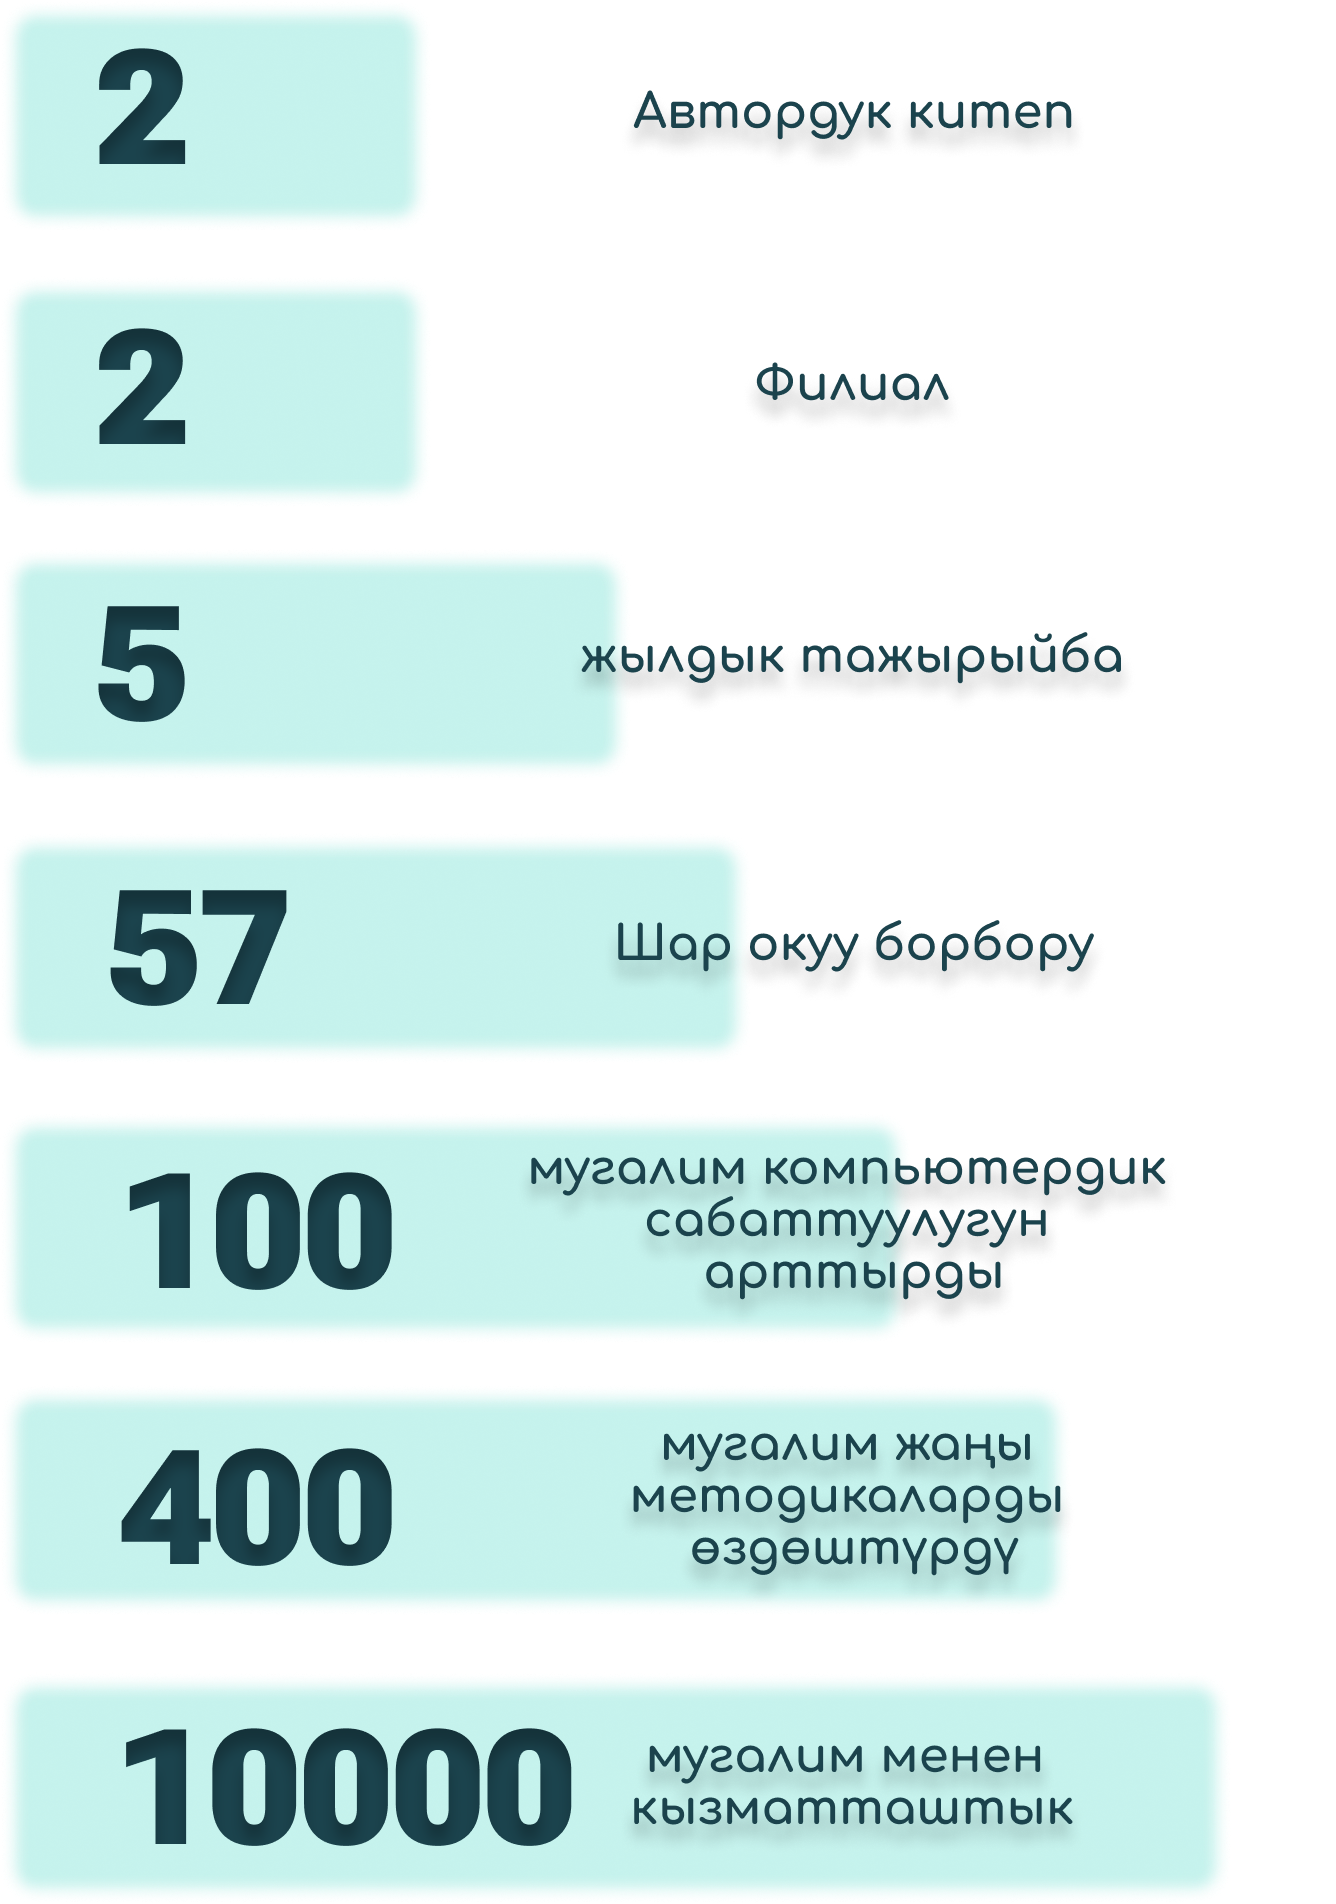 2
Автордук китеп
2
Филиал
5
жылдык тажырыйба
57
Шар окуу борбору
100
мугалим компьютердик
сабаттуулугун
арттырды
400
мугалим жаңы
методикаларды
өздөштүрдү
10000
мугалим менен
кызматташтык